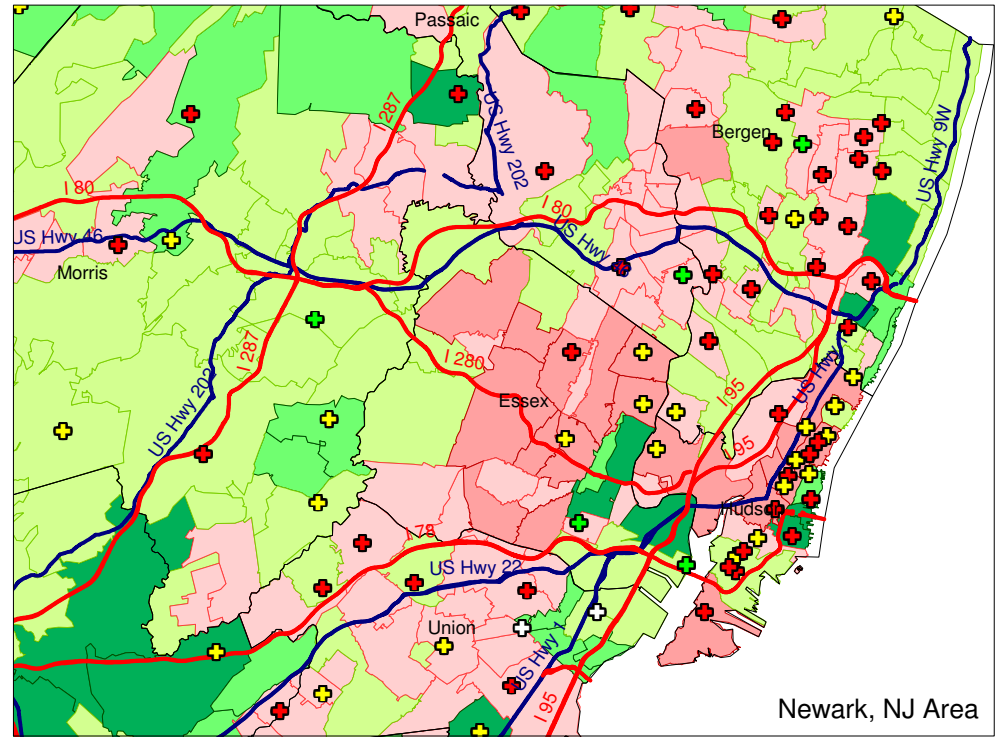 Passaic
I 287
US Hwy 202
Bergen
US Hwy 9W
I 80
I 80
US Hwy 46
US Hwy
Morris
I 287
I 280
US Hwy 202
Essex
I 95
US Hwy 1
I 95
Hudson
I 78
US Hwy 22
Union
US Hwy 1
I 95
Newark, NJ Area